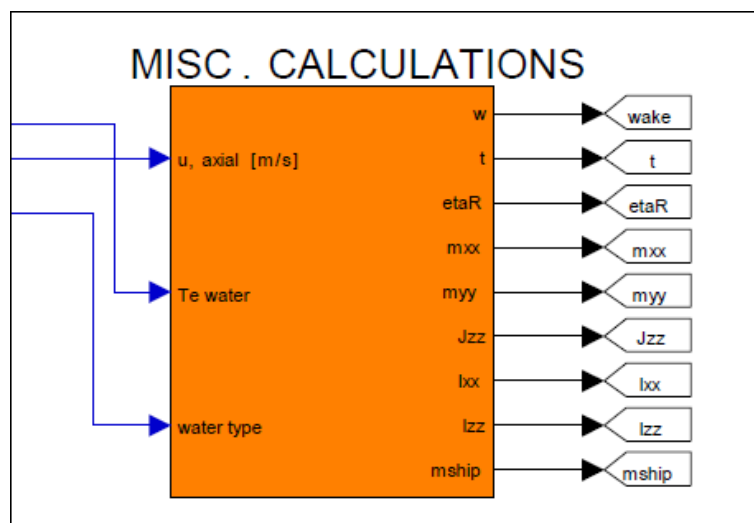 MISC . CALCULATIONS
w
wake
u, axial [m/s]
t
t
etaR
etaR
mxx
mxx
Te water
myy
myy
Jzz
Jzz
Ixx
Ixx
water type
Izz
Izz
mship
mship